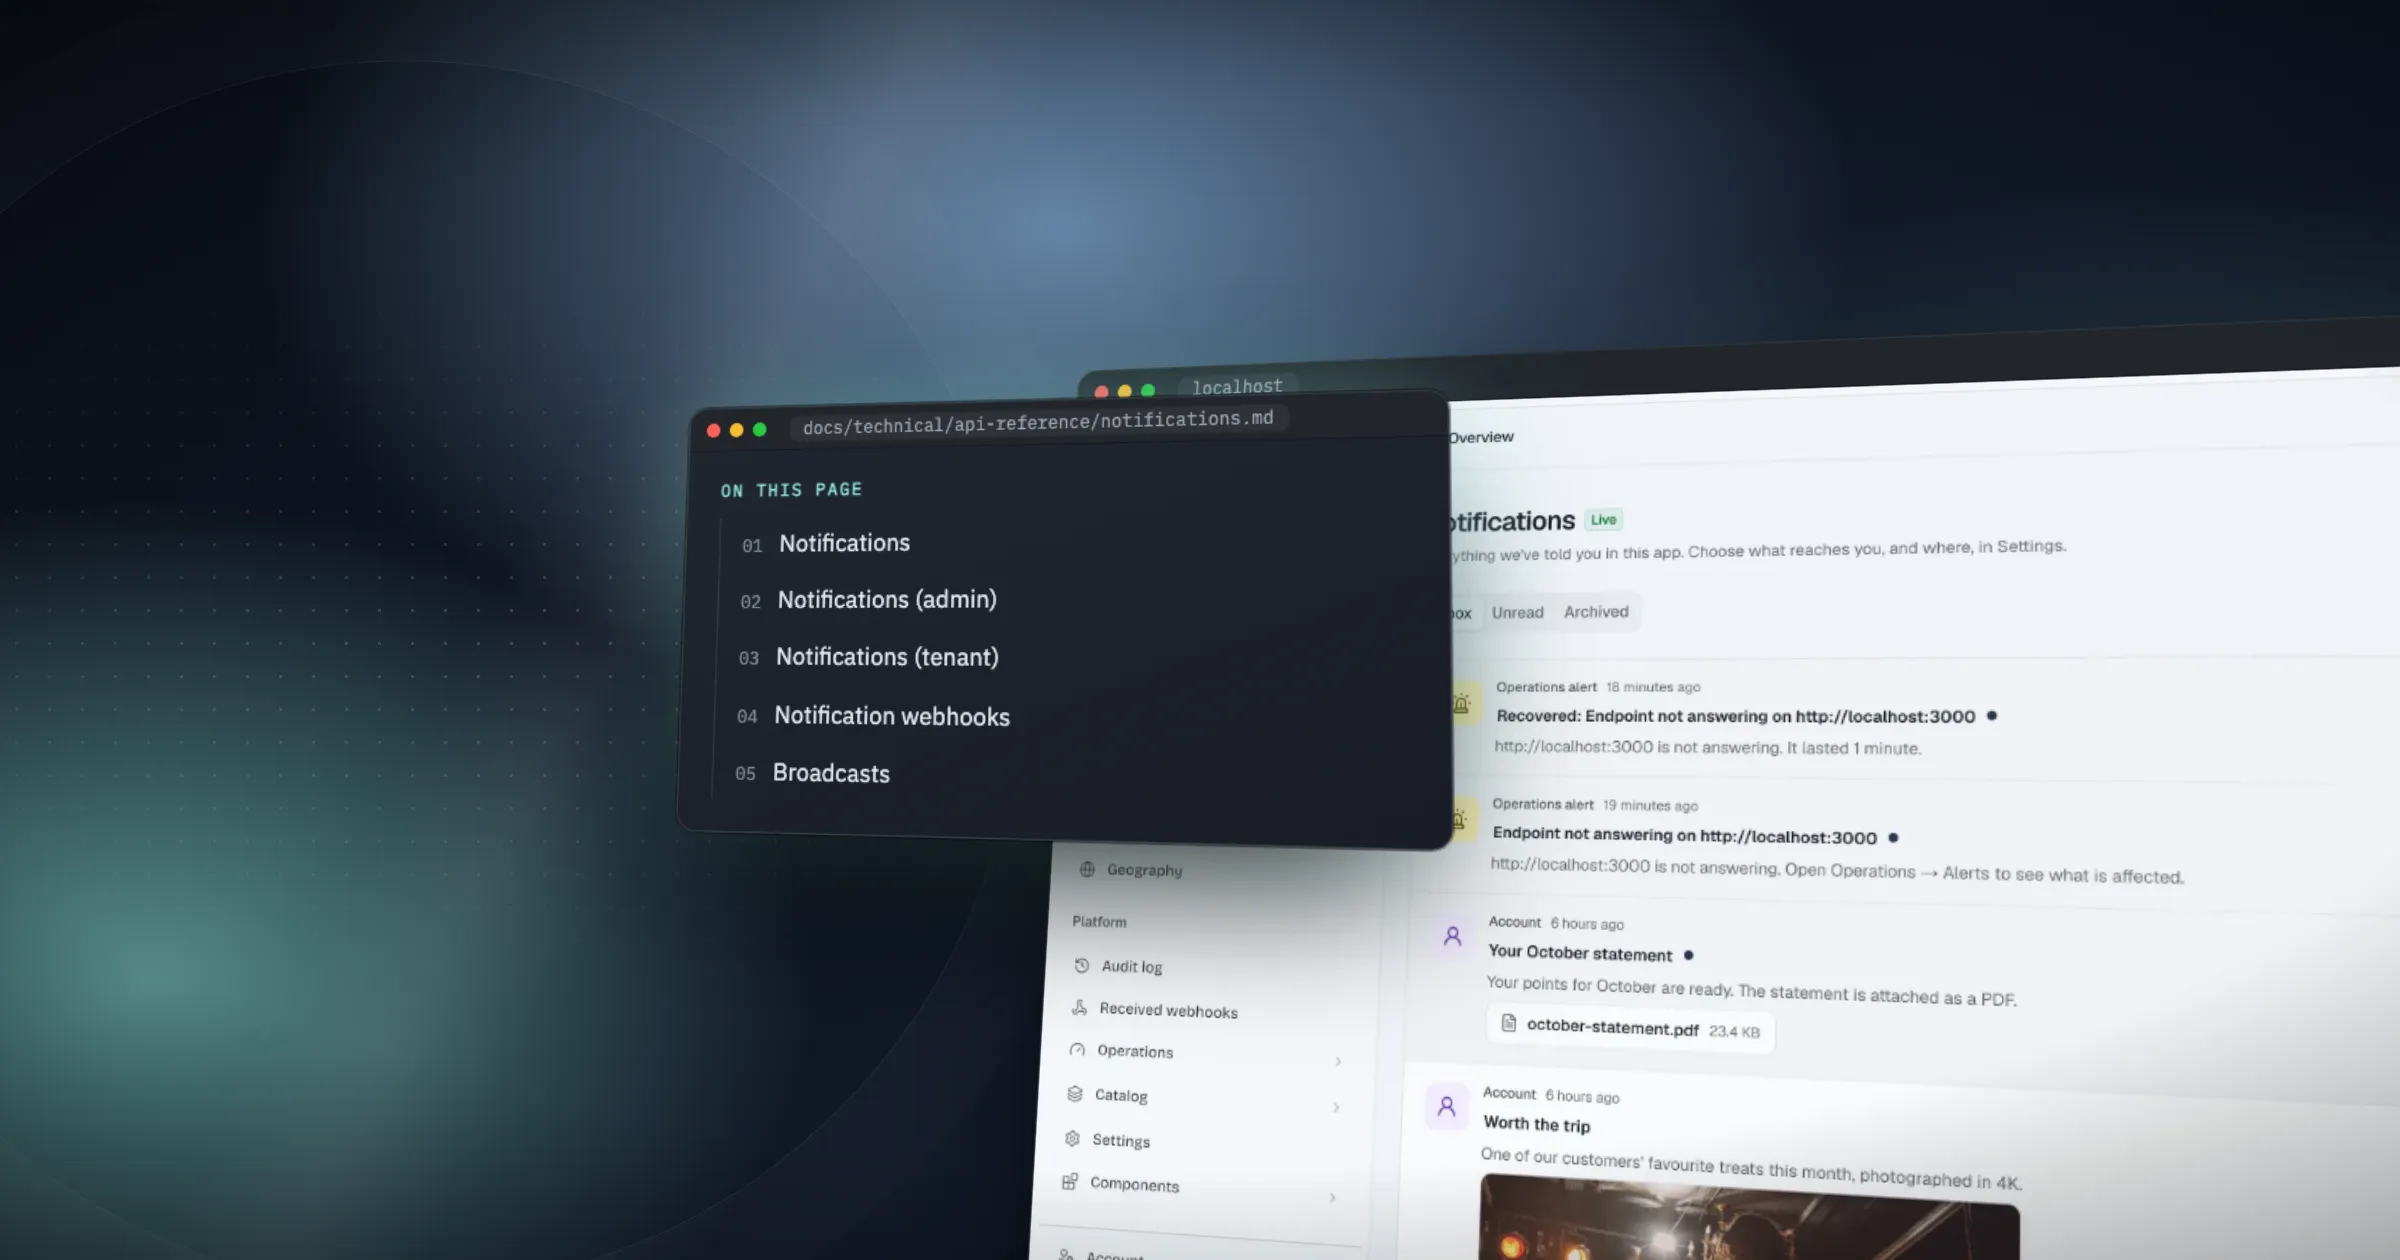 localhost
docs/technical/api-reference/notifications.md
ON THIS PAGE
01 Notifications
02 Notifications (admin)
03 Notifications (tenant)
04 Notification webhooks
05 Broadcasts
Overview
otifications Live
ything we've told you in this app. Choose what reaches you, and where, in Settings.
ox Unread Archived
Operations alert 18 minutes ago
Recovered: Endpoint not answering on http://localhost:3000
http://localhost:3000 is not answering. It lasted 1 minute.
Operations alert 19 minutes ago
Endpoint not answering on http://localhost:3000
http://localhost:3000 is not answering. Open Operations → Alerts to see what is affected.
Account 6 hours ago
Your October statement
Your points for October are ready. The statement is attached as a PDF.
october-statement.pdf 23.4 KB
Account 6 hours ago
Worth the trip
One of our customers' favourite treats this month, photographed in 4K.
Geography
Platform
Audit log
Received webhooks
Operations
Catalog
Settings
Components
Account